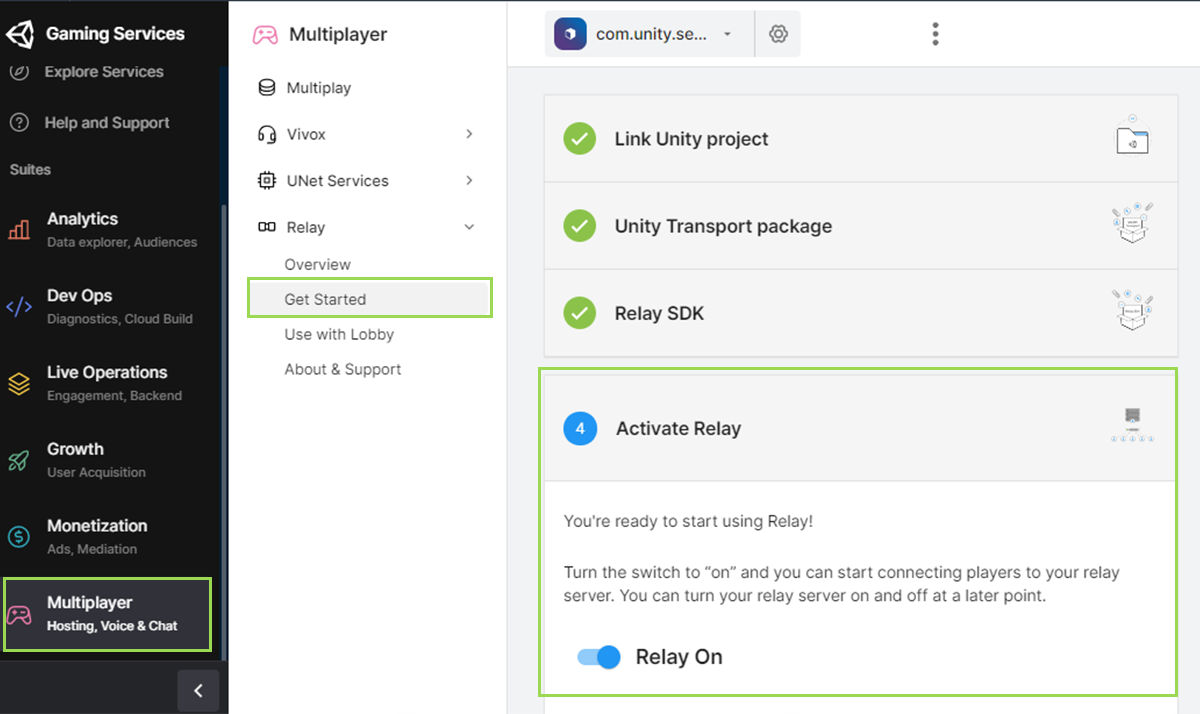 Gaming Services
Explore Services
Help and Support
Suites
Analytics
Data explorer, Audiences
Dev Ops
Diagnostics, Cloud Build
Live Operations
Engagement, Backend
Growth
User Acquisition
Monetization
Ads, Mediation
Multiplayer
Hosting, Voice & Chat
Multiplayer
Multiplay
Vivox
UNet Services
Relay
Overview
Get Started
Use with Lobby
About & Support
com.unity.se...
Link Unity project
Unity Transport package
Relay SDK
4
Activate Relay
You're ready to start using Relay!
Turn the switch to “on” and you can start connecting players to your relay
server. You can turn your relay server on and off at a later point.
Relay On